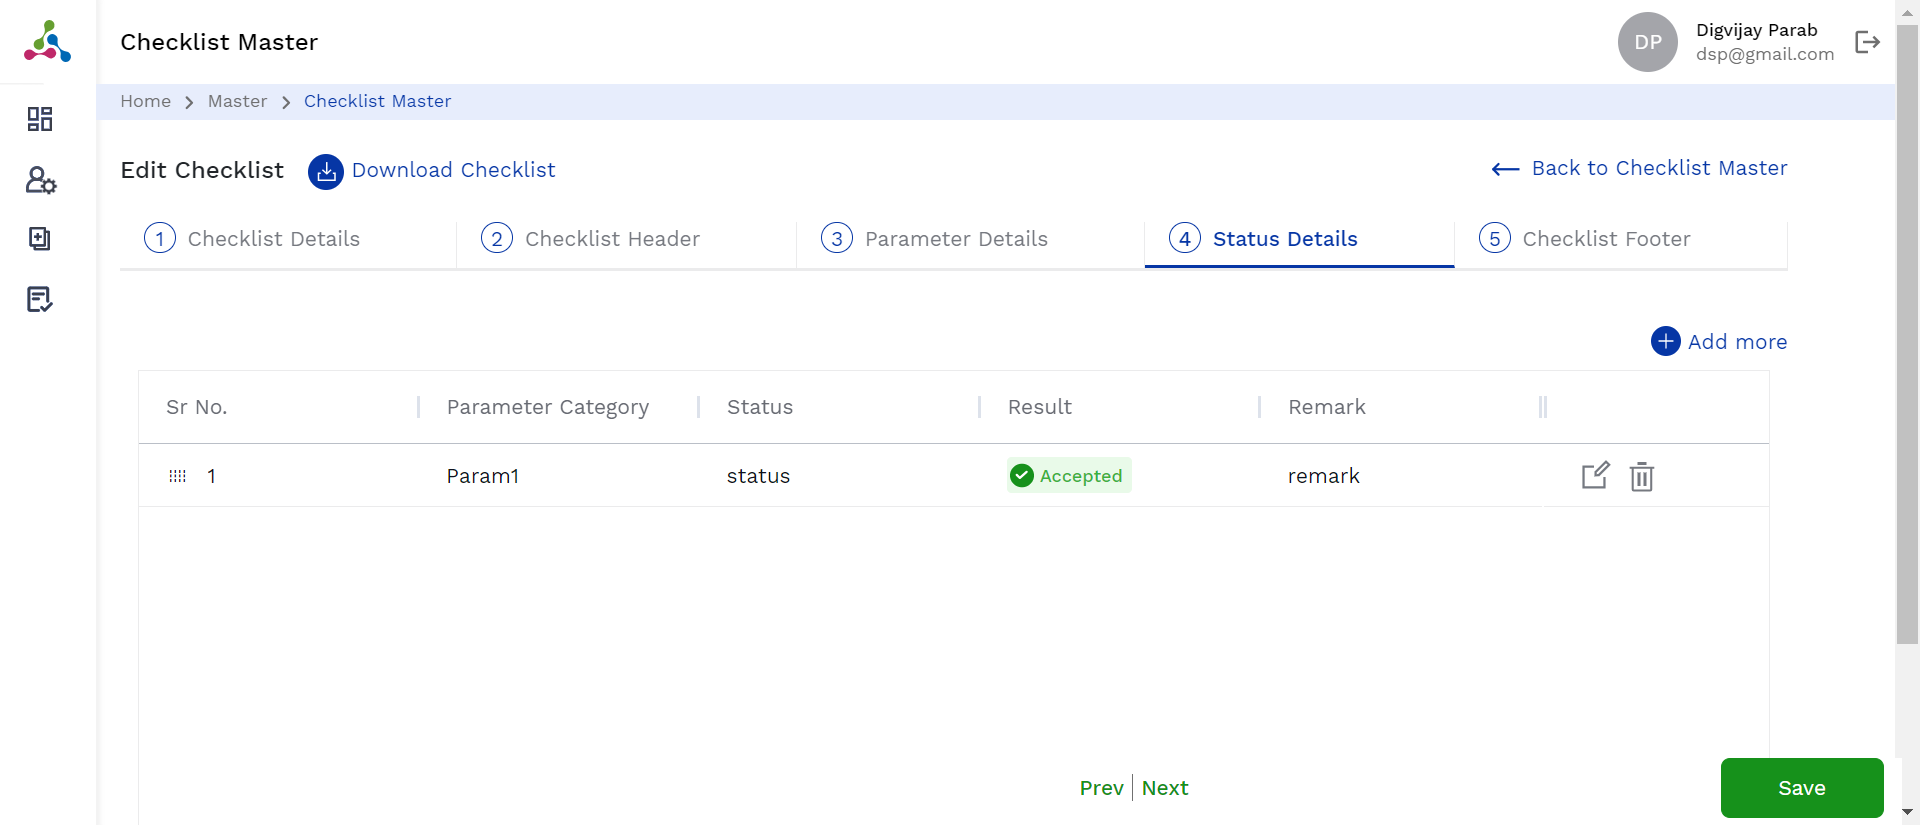 Checklist Master
DP
Digvijay Parab
dsp@gmail.com
Home > Master > Checklist Master
Edit Checklist
Download Checklist
Back to Checklist Master
1 Checklist Details
2 Checklist Header
3 Parameter Details
4 Status Details
5 Checklist Footer
Add more
Sr No. Parameter Category Status Result Remark
1 Param1 status Accepted remark
Prev | Next
Save